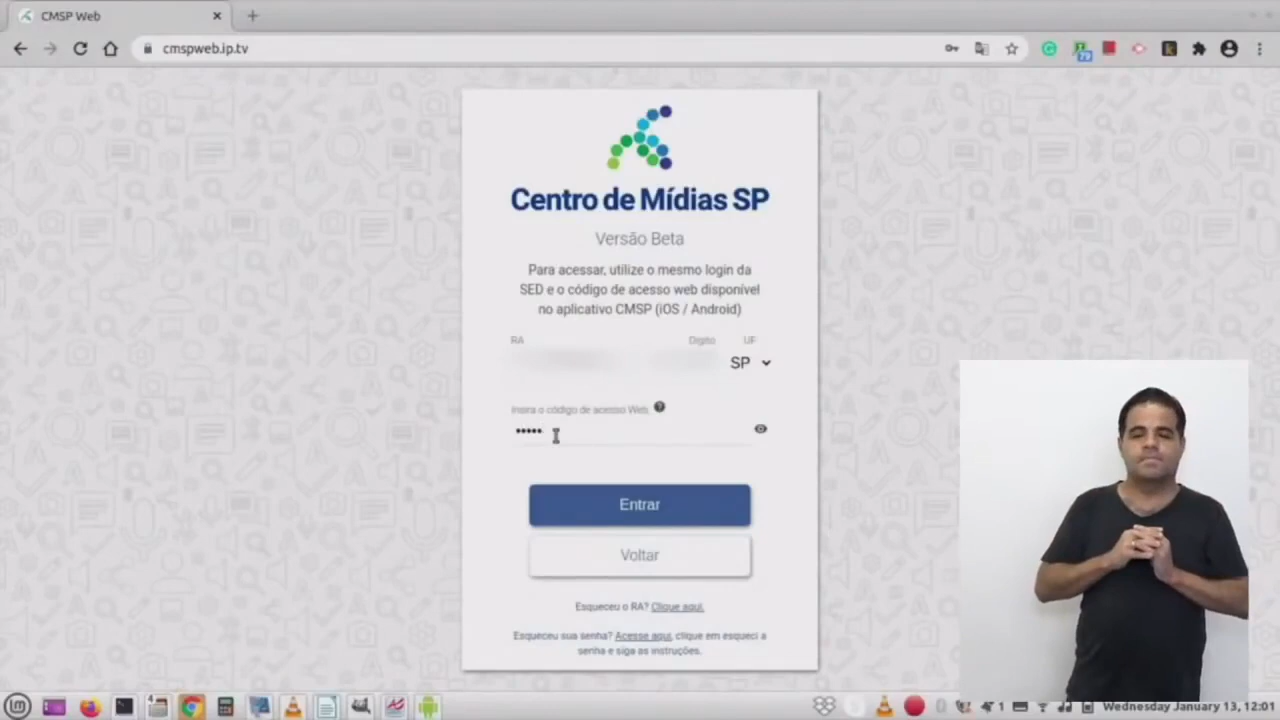 CMSP Web
cmspweb.ip.tv
Centro de Mídias SP
Versão Beta
Para acessar, utilize o mesmo login da
SED e o código de acesso web disponível
no aplicativo CMSP (iOS / Android)
RA Digito UF
SP
Insira o código de acesso Web
Entrar
Voltar
Esqueceu o RA? Clique aqui.
Esqueceu sua senha? Acesse aqui, clique em esqueci a
senha e siga as instruções.
Wednesday January 13, 12:01